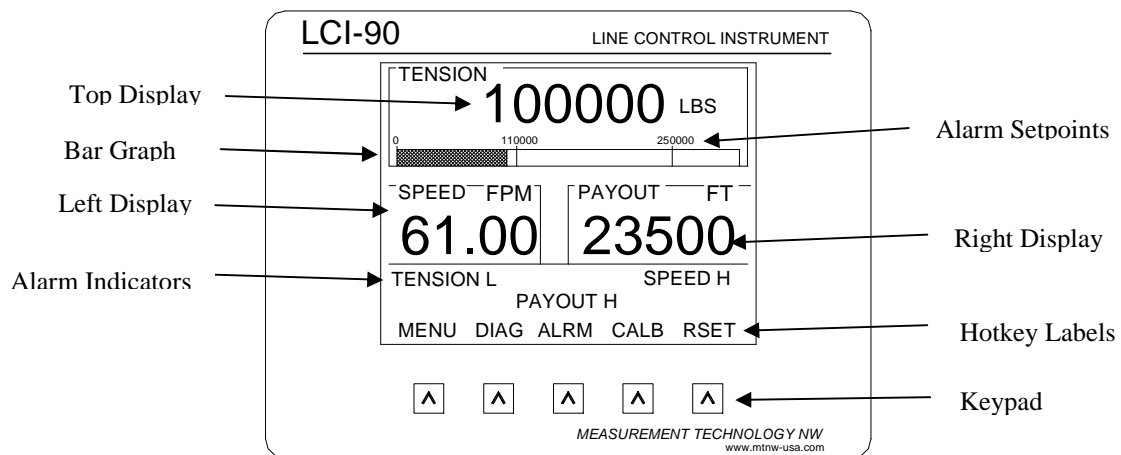 LCI-90
LINE CONTROL INSTRUMENT
TENSION
Top Display
100000 LBS
Alarm Setpoints
0 110000 250000
Bar Graph
SPEED FPM PAYOUT FT
Left Display
61.00 23500
Right Display
Alarm Indicators
TENSION L SPEED H
PAYOUT H
MENU DIAG ALRM CALB RSET
Hotkey Labels
^ ^ ^ ^ ^
Keypad
MEASUREMENT TECHNOLOGY NW
www.mtnw-usa.com